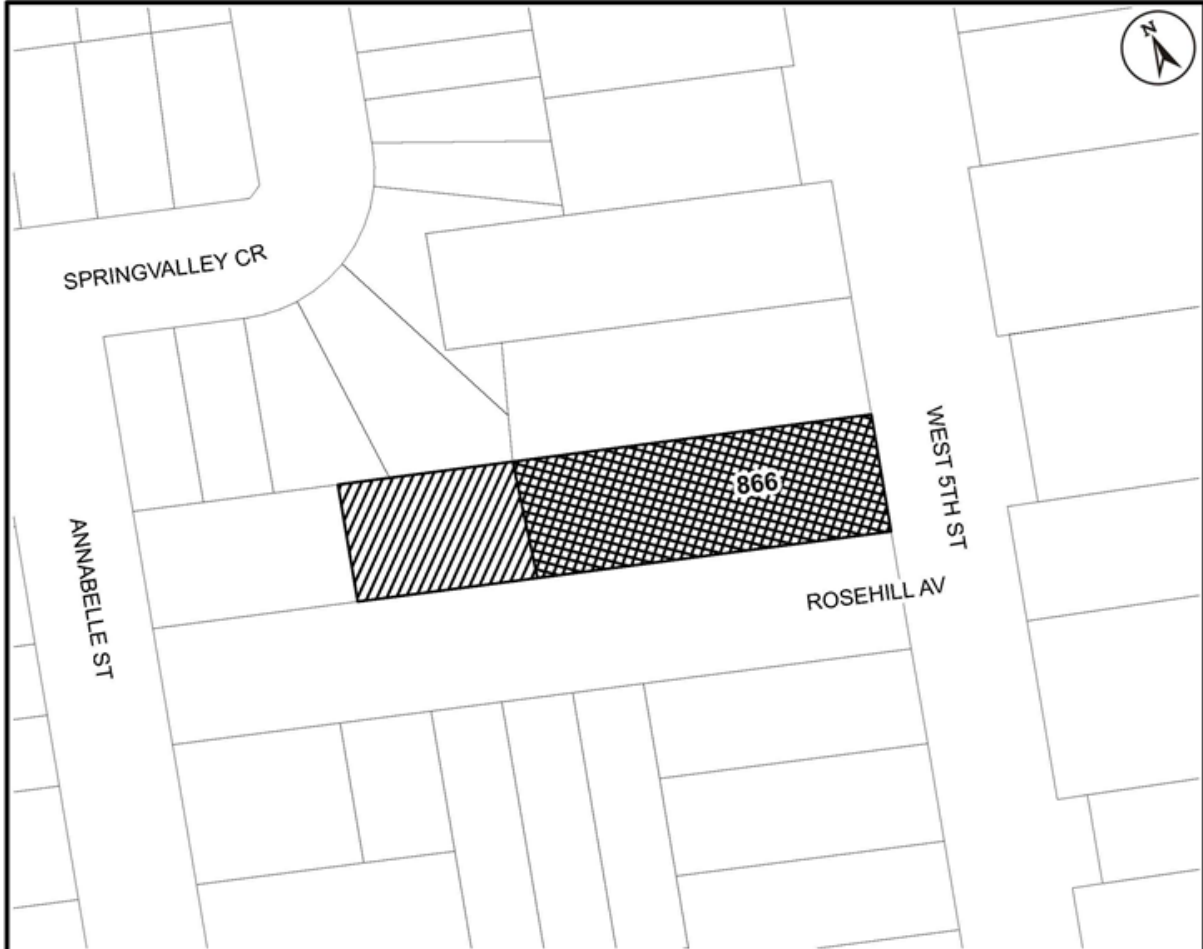 N
SPRINGVALLEY CR
WEST 5TH ST
866
ANNABELLE ST
ROSEHILL AV